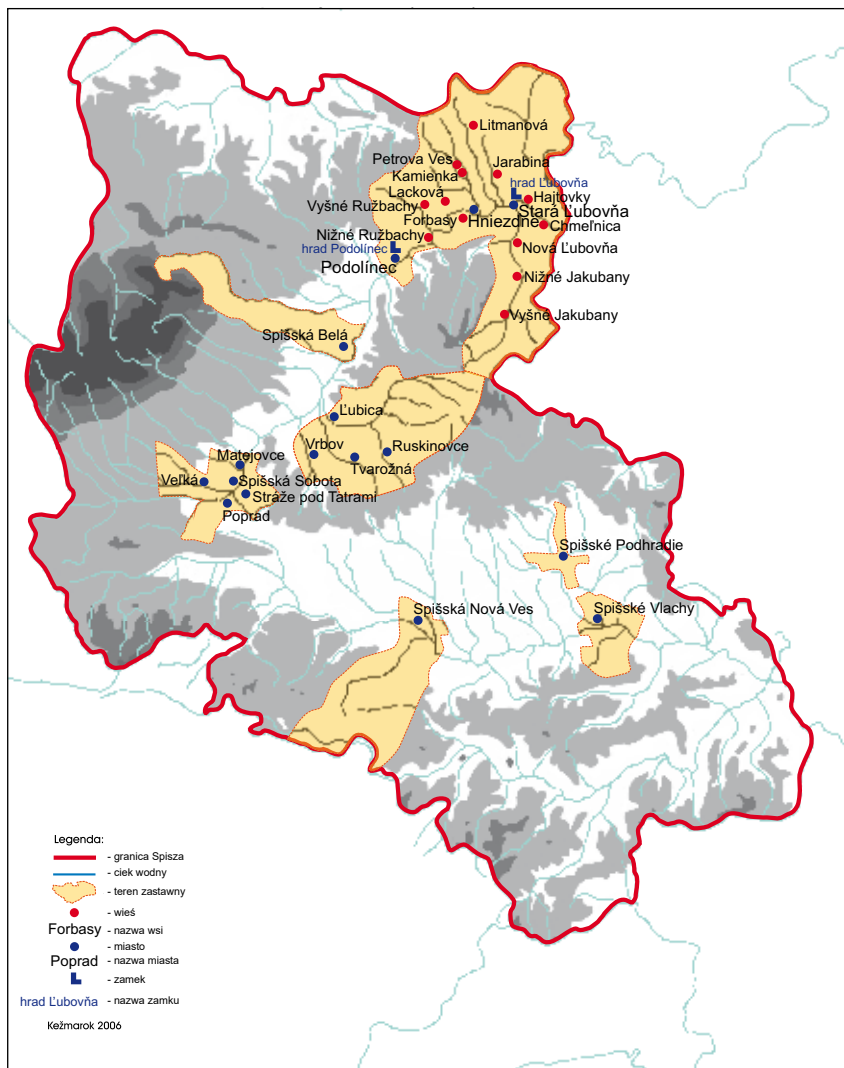 Litmanová
Petrova Ves
Jarabina
Kamienka
hrad Ľubovňa
Lacková
Hajtovky
Vyšné Ružbachy
Stará Ľubovňa
Forbasy
Hniezdne
Chmeľnica
Nižné Ružbachy
Nová Ľubovňa
hrad Podolínec
Podolínec
Nižné Jakubany
Vyšné Jakubany
Spišská Belá
Ľubica
Vrbov
Ruskinovce
Matejovce
Tvarožná
Veľká
Spišská Sobota
Stráže pod Tatrami
Poprad
Spišské Podhradie
Spišská Nová Ves
Spišské Vlachy
Legenda:
- granica Spisza
- ciek wodny
- teren zastawny
- wieś
Forbasy - nazwa wsi
- miasto
Poprad - nazwa miasta
- zamek
hrad Ľubovňa - nazwa zamku
Kežmarok 2006